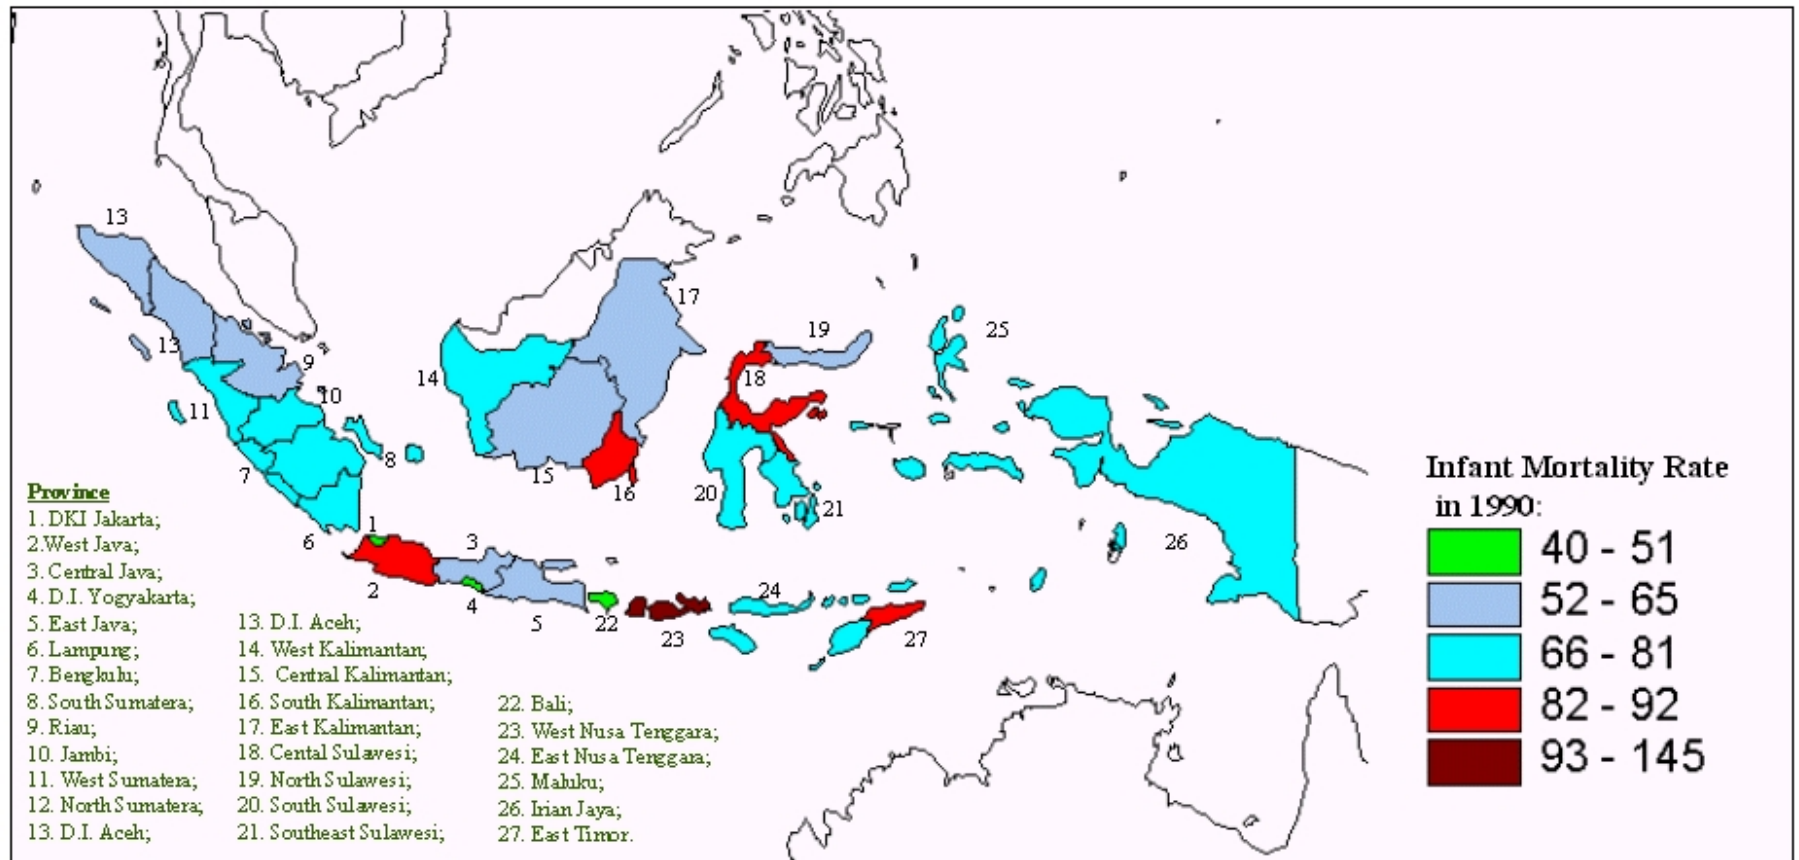 13
17
25
19
13
9
14
18
10
11
8
7
15
16
20
21
Infant Mortality Rate
in 1990:
40 - 51
52 - 65
66 - 81
82 - 92
93 - 145
1
6
3
26
2
4
24
5
22
23
27
Province
1. DKI Jakarta;
2.West Java;
3. Central Java;
4. D.I. Yogyakarta;
5. East Java;
6. Lampung;
7. Bengkulu;
8. South Sumatera;
9. Riau;
10. Jambi;
11. West Sumatera;
12. North Sumatera;
13. D.I. Aceh;
13. D.I. Aceh;
14. West Kalimantan;
15. Central Kalimantan;
16. South Kalimantan;
17. East Kalimantan;
18. Cental Sulawesi;
19. North Sulawesi;
20. South Sulawesi;
21. Southeast Sulawesi;
22. Bali;
23. West Nusa Tenggara;
24. East Nusa Tenggara;
25. Maluku;
26. Irian Jaya;
27. East Timor.